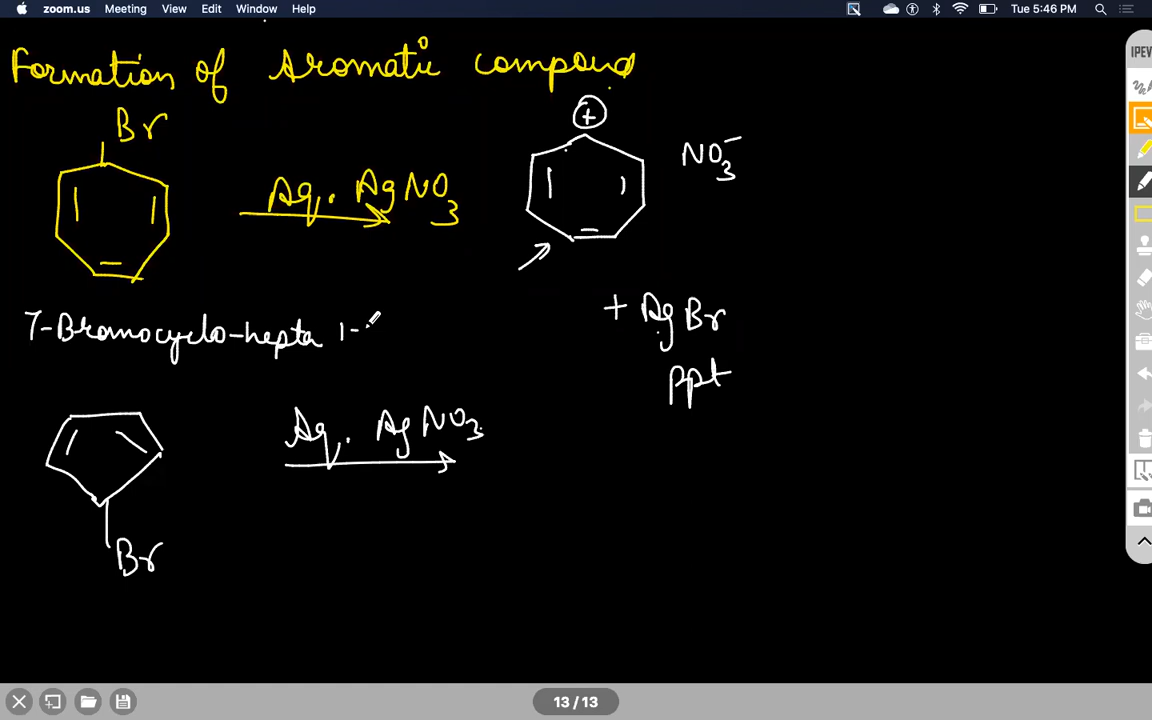 zoom.us Meeting View Edit Window Help Tue 5:46 PM
Formation of Aromatic compound
IPEV
Br
+
NO3-
Aq. AgNO3
+ AgBr
7-Bromocyclo-hepta 1-
ppt
Aq. AgNO3
Br
13 / 13